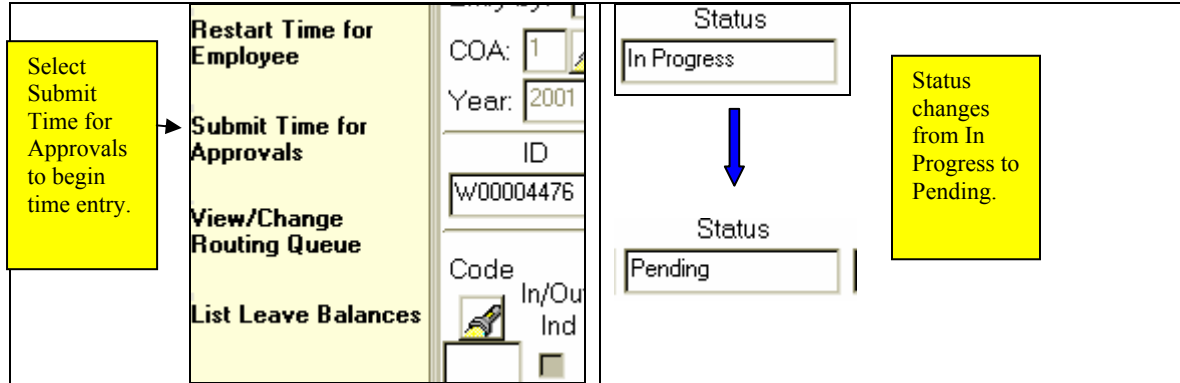 Select
Submit
Time for
Approvals
to begin
time entry.
Restart Time for
Employee
Submit Time for
Approvals
View/Change
Routing Queue
List Leave Balances
COA: 1
Year: 2001
ID
W00004476
Code
In/Ou
Ind
Status
In Progress
Status
Pending
Status
changes
from In
Progress to
Pending.